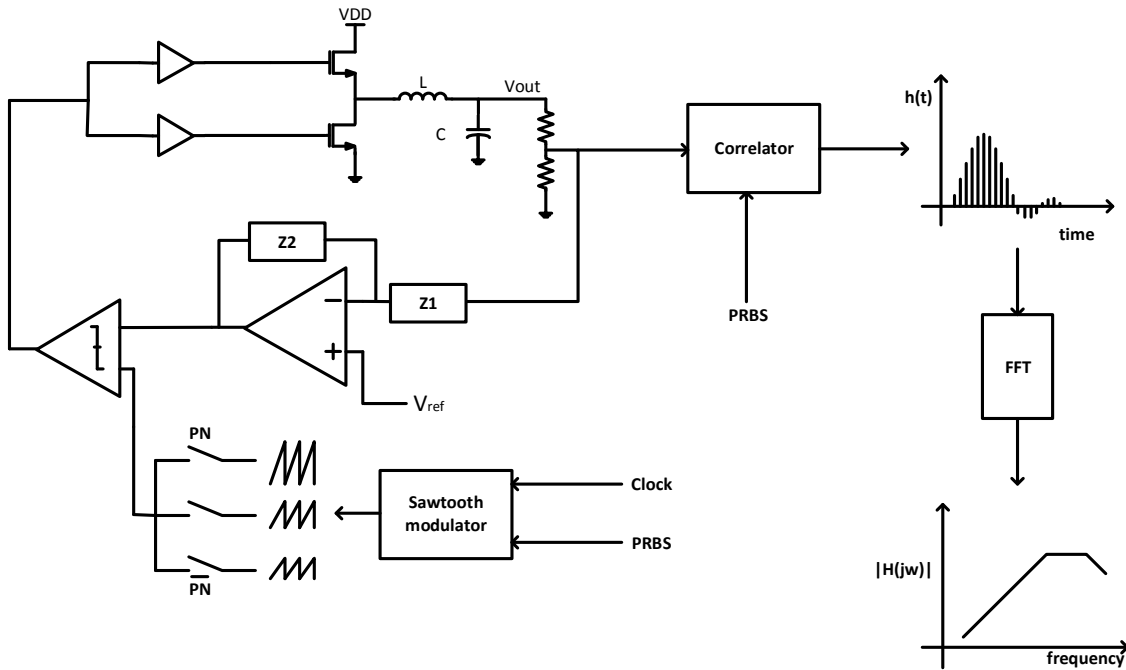 VDD
L
Vout
C
h(t)
Correlator
time
Z2
Z1
PRBS
FFT
Vref
PN
Sawtooth
modulator
Clock
PRBS
PN
|H(jw)|
frequency